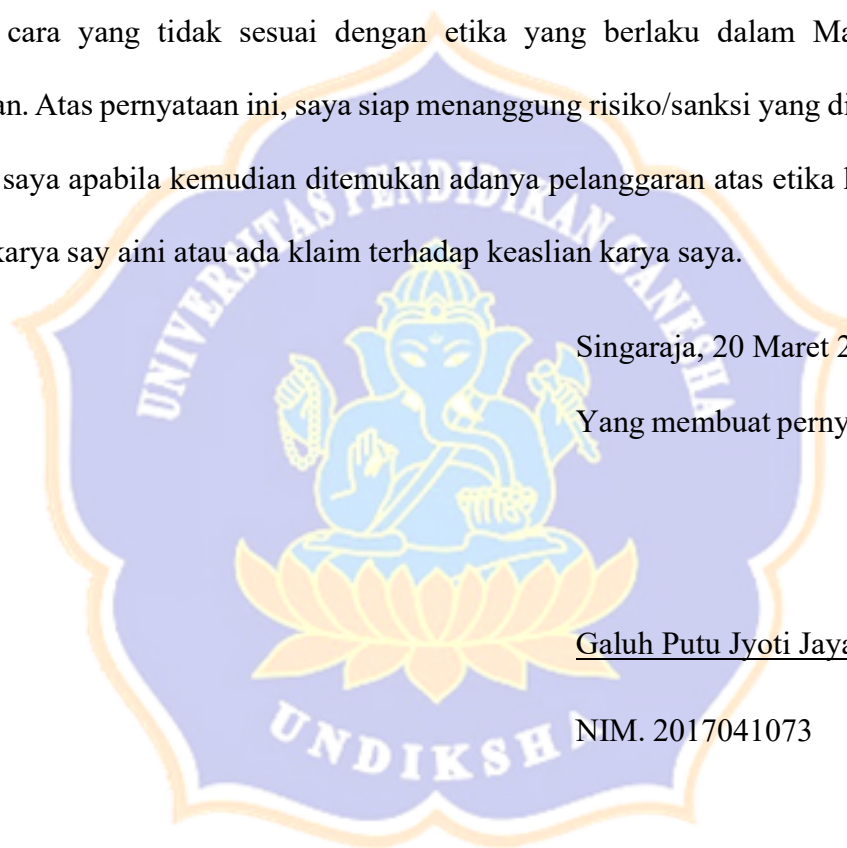 cara yang tidak sesuai dengan etika yang berlaku dalam Ma
an. Atas pernyataan ini, saya siap menanggung risiko/sanksi yang di
saya apabila kemudian ditemukan adanya pelanggaran atas etika
karya say aini atau ada klaim terhadap keaslian karya saya.
UNIVERSITAS PENDIDIKAN GANESHA
Singaraja, 20 Maret 2
Yang membuat perny
Galuh Putu Jyoti Jaya
NIM. 2017041073
UNDIKSHA